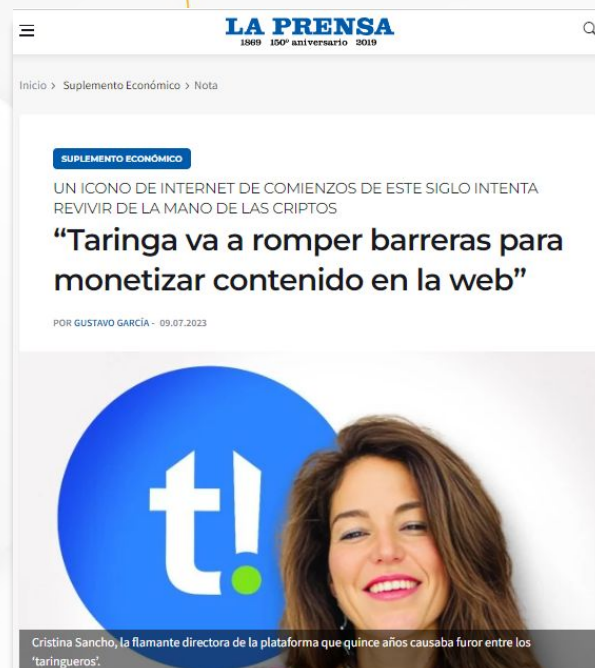 LA PRENSA
1869 150º aniversario 2019
Inicio > Suplemento Económico > Nota
SUPLEMENTO ECONÓMICO
UN ICONO DE INTERNET DE COMIENZOS DE ESTE SIGLO INTENTA
REVIVIR DE LA MANO DE LAS CRIPTOS
“Taringa va a romper barreras para
monetizar contenido en la web”
POR GUSTAVO GARCÍA - 09.07.2023
t!
Cristina Sancho, la flamante directora de la plataforma que quince años causaba furor entre los
'taringueros'.